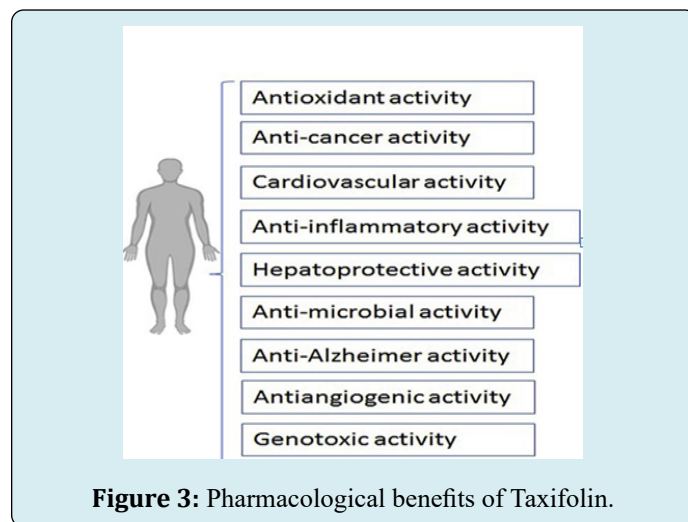 Antioxidant activity
Anti-cancer activity
Cardiovascular activity
Anti-inflammatory activity
Hepatoprotective activity
Anti-microbial activity
Anti-Alzheimer activity
Antiangiogenic activity
Genotoxic activity
Figure 3: Pharmacological benefits of Taxifolin.